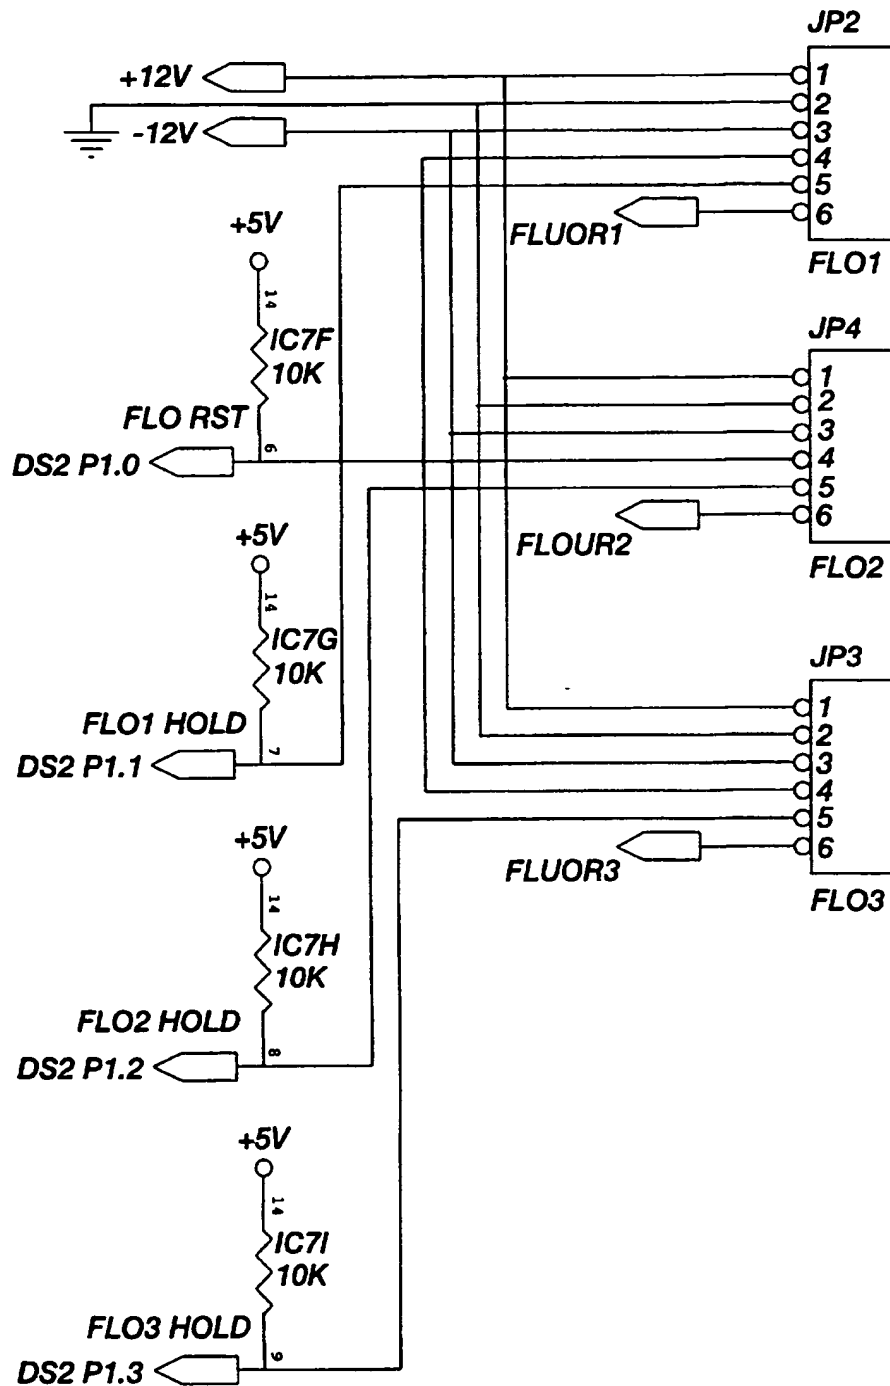 JP2
+12V
1
2
-12V
3
4
5
FLUOR1
6
FLO1
+5V
14
IC7F
10K
FLO RST
6
DS2 P1.0
JP4
1
2
3
4
5
FLOUR2
6
FLO2
+5V
14
IC7G
10K
FLO1 HOLD
7
DS2 P1.1
JP3
1
2
3
4
5
FLUOR3
6
FLO3
+5V
14
IC7H
10K
FLO2 HOLD
8
DS2 P1.2
+5V
14
IC7I
10K
FLO3 HOLD
9
DS2 P1.3